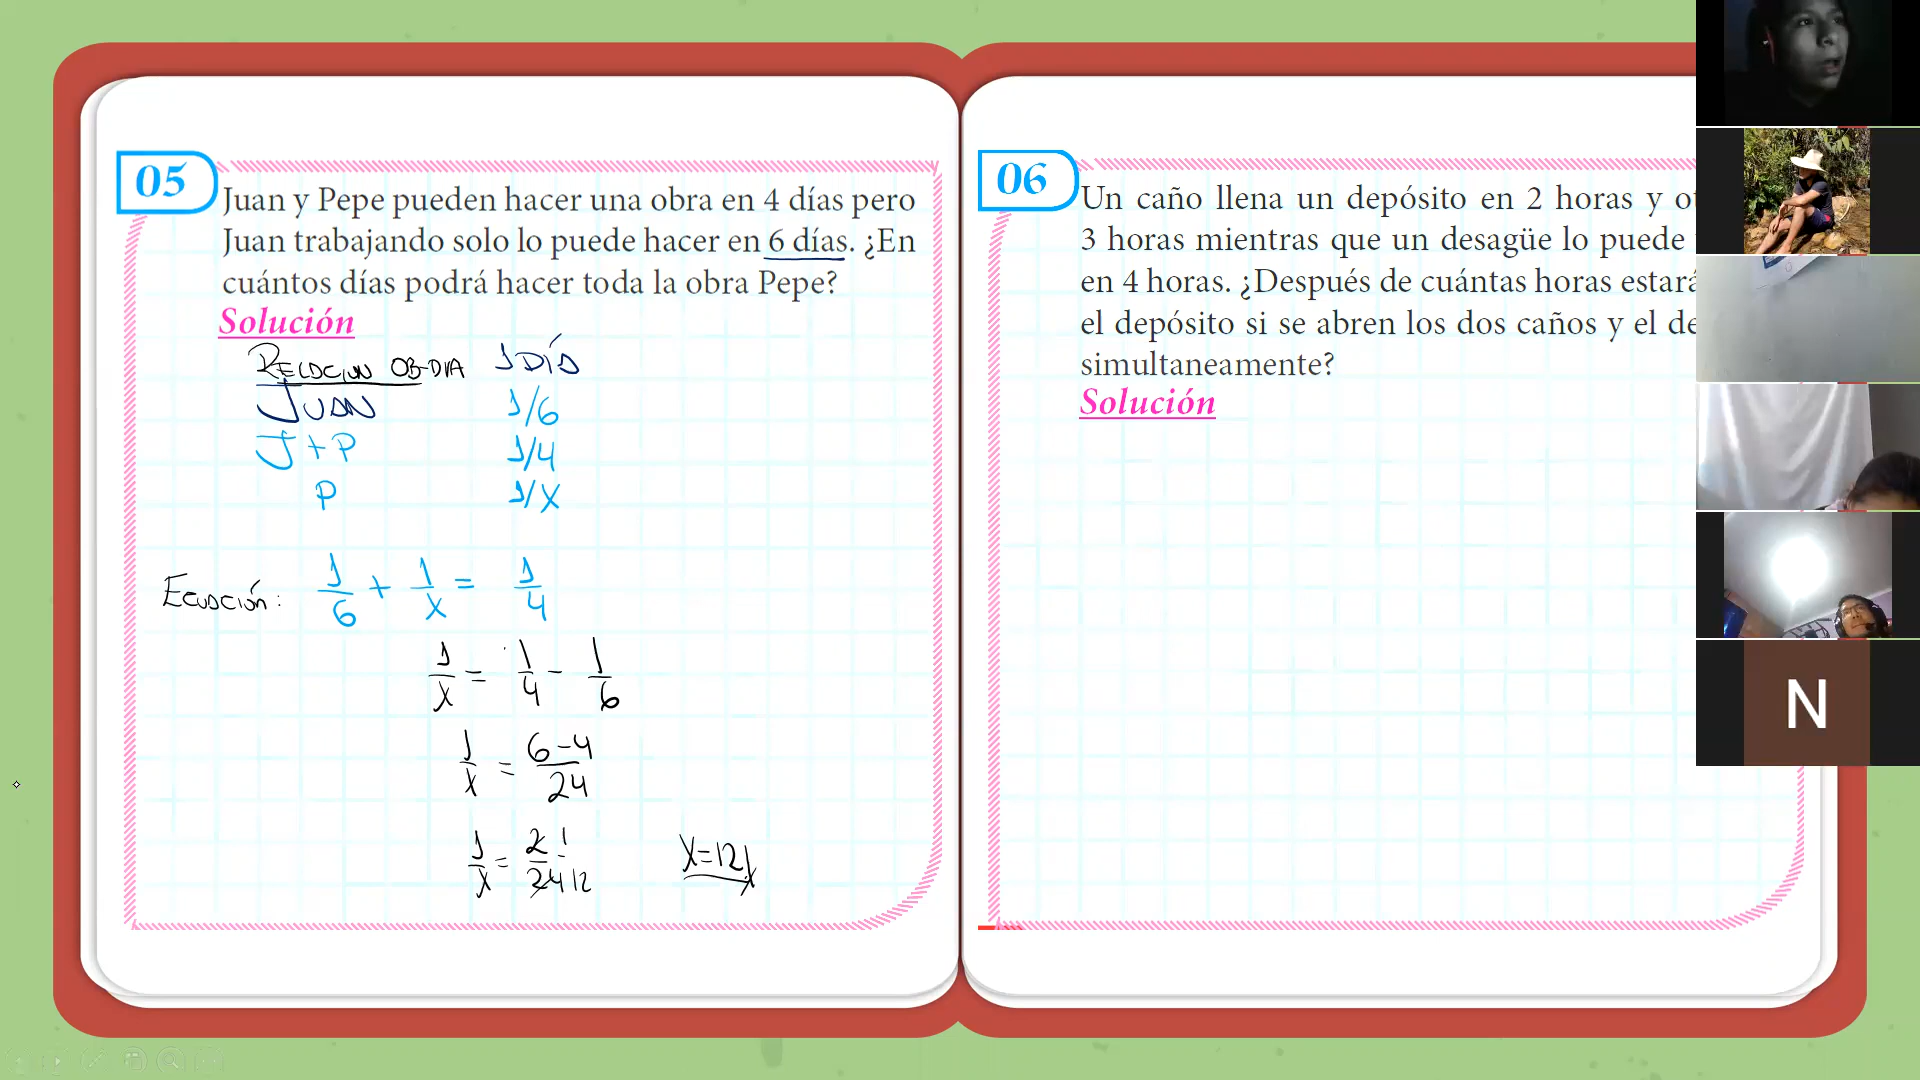 05
Juan y Pepe pueden hacer una obra en 4 días pero
Juan trabajando solo lo puede hacer en 6 días. ¿En
cuántos días podrá hacer toda la obra Pepe?
Solución
RELACION OB-DIA 1 DÍA
JUAN 1/6
J + P 1/4
P 1/X
ECUACIÓN: 1/6 + 1/X = 1/4
1/X = 1/4 - 1/6
1/X = 6-4/24
1/X = 2/24 1/12 X=12
06
Un caño llena un depósito en 2 horas y
3 horas mientras que un desagüe lo puede
en 4 horas. ¿Después de cuántas horas estará
el depósito si se abren los dos caños y el de
simultaneamente?
Solución
N